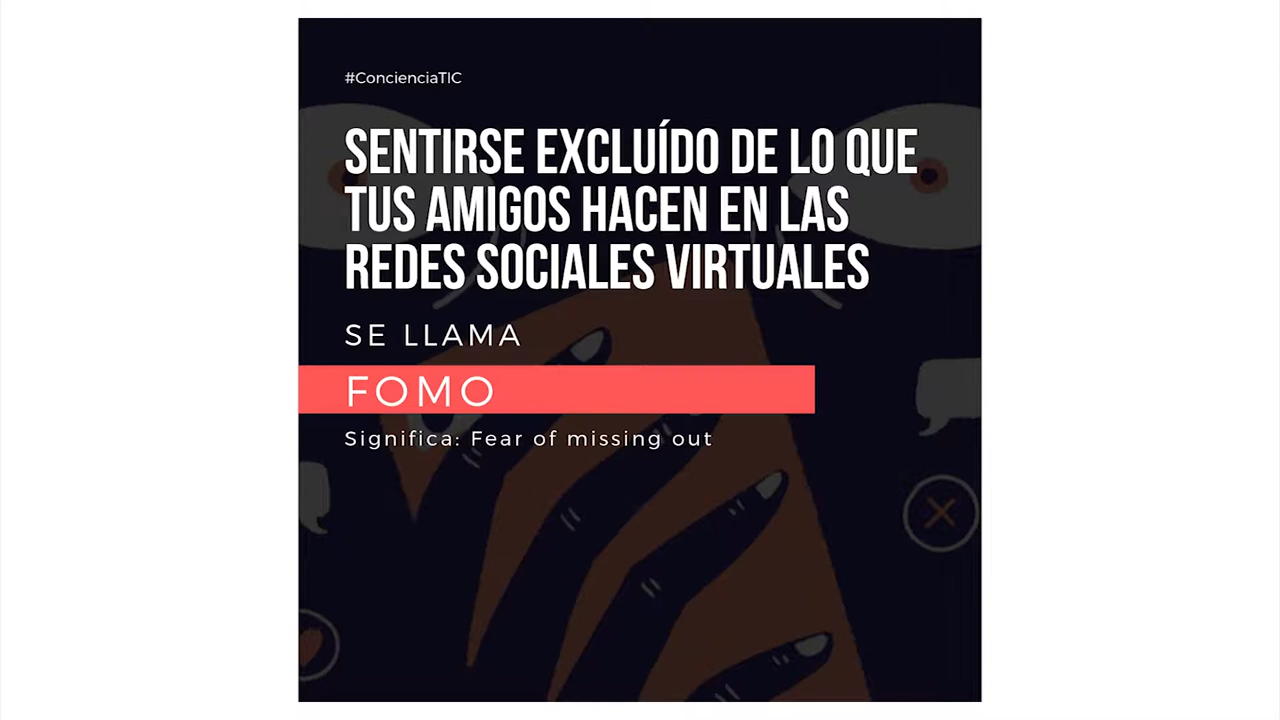 #ConcienciaTIC
SENTIRSE EXCLUÍDO DE LO QUE
TUS AMIGOS HACEN EN LAS
REDES SOCIALES VIRTUALES
SE LLAMA
FOMO
Significa: Fear of missing out